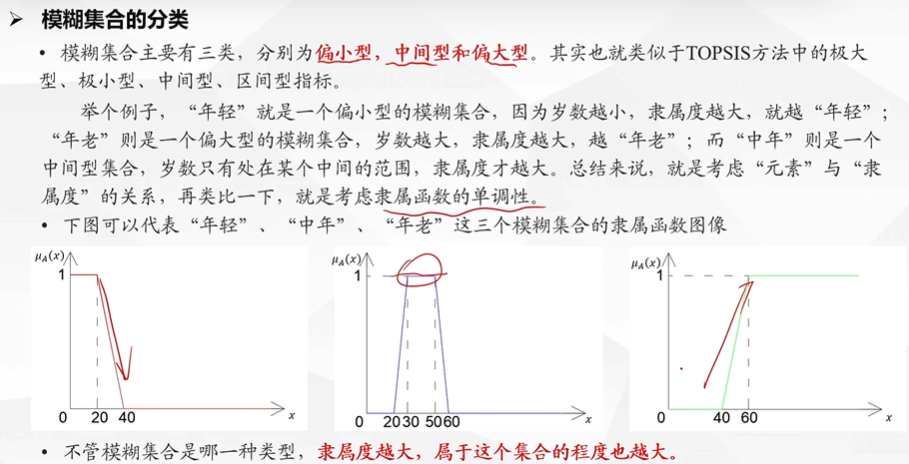 ➢ 模糊集合的分类
• 模糊集合主要有三类，分别为偏小型，中间型和偏大型。其实也就类似于TOPSIS方法中的极大
型、极小型、中间型、区间型指标。
举个例子，“年轻”就是一个偏小型的模糊集合，因为岁数越小，隶属度越大，就越“年轻”；
“年老”则是一个偏大型的模糊集合，岁数越大，隶属度越大，越“年老”；而“中年”则是一个
中间型集合，岁数只有处在某个中间的范围，隶属度才越大。总结来说，就是考虑“元素”与“隶
属度”的关系，再类比一下，就是考虑隶属函数的单调性。
• 下图可以代表“年轻”、“中年”、“年老”这三个模糊集合的隶属函数图像
μA(x) μA(x) μA(x)
1 1 1
0 20 40 x 0 20 30 50 60 x 0 40 60 x
• 不管模糊集合是哪一种类型，隶属度越大，属于这个集合的程度也越大。